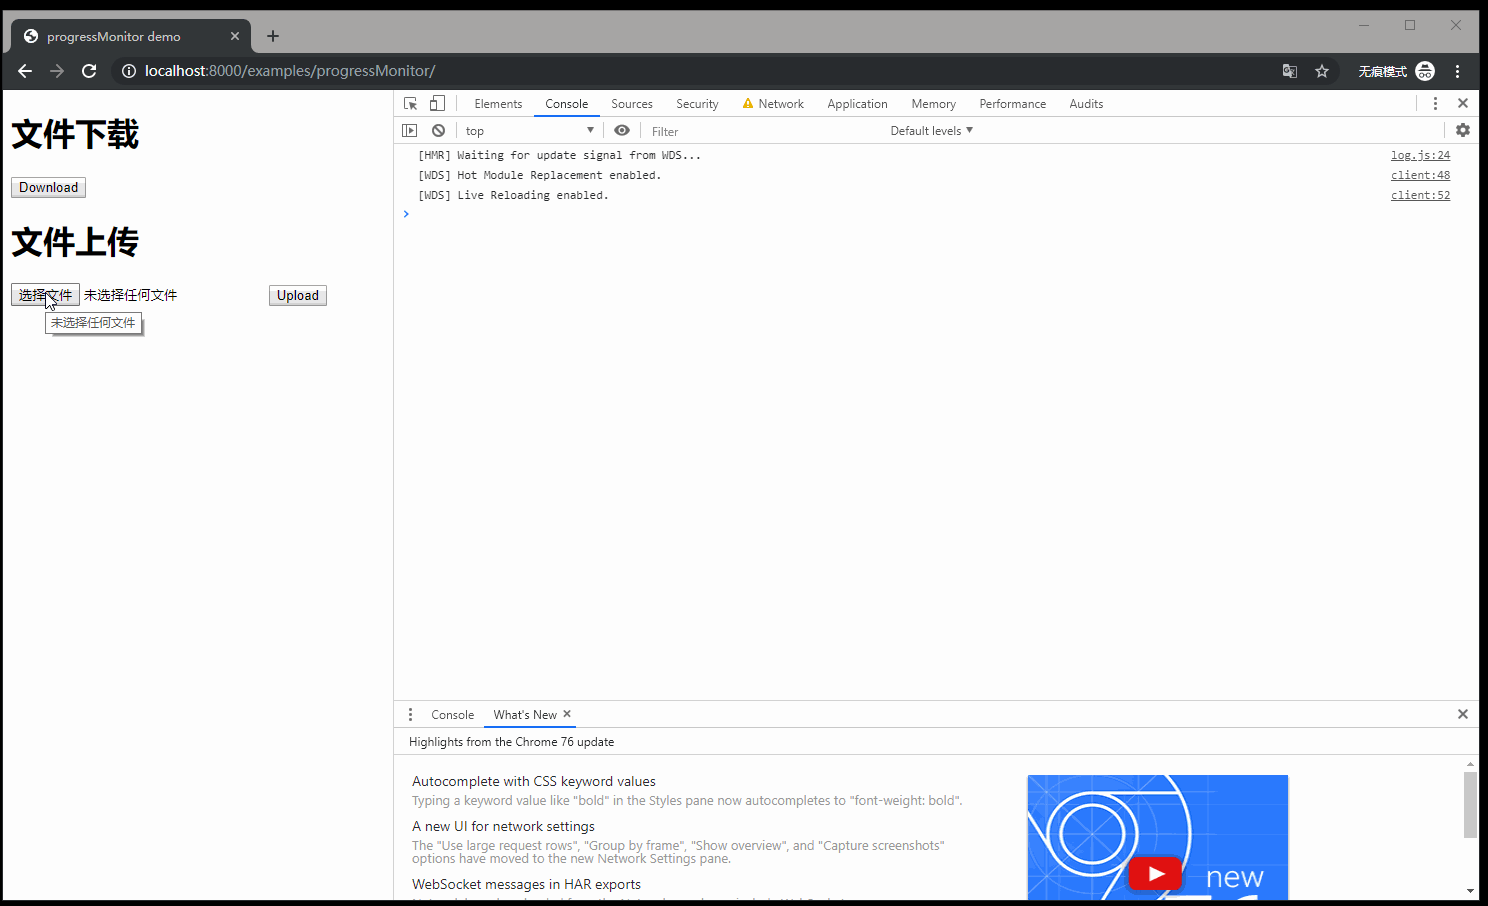 progressMonitor demo
localhost:8000/examples/progressMonitor/
无痕模式
文件下载
Download
文件上传
选择文件 未选择任何文件 Upload
未选择任何文件
Elements Console Sources Security Network Application Memory Performance Audits
top Filter Default levels
[HMR] Waiting for update signal from WDS... log.js:24
[WDS] Hot Module Replacement enabled. client:48
[WDS] Live Reloading enabled. client:52
Console What's New
Highlights from the Chrome 76 update
Autocomplete with CSS keyword values
Typing a keyword value like "bold" in the Styles pane now autocompletes to "font-weight: bold".
A new UI for network settings
The "Use large request rows", "Group by frame", "Show overview", and "Capture screenshots"
options have moved to the new Network Settings pane.
WebSocket messages in HAR exports
new